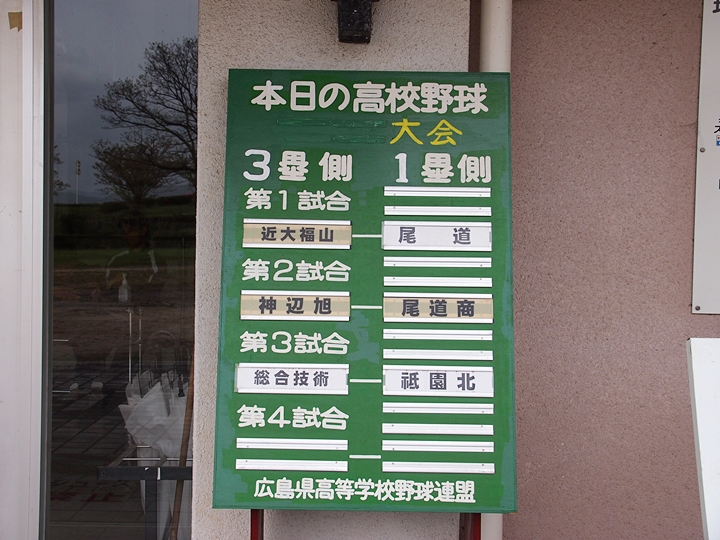 本日の高校野球
大会
3塁側 1塁側
第1試合
近大福山 尾道
第2試合
神辺旭 尾道商
第3試合
総合技術 祇園北
第4試合
広島県高等学校野球連盟